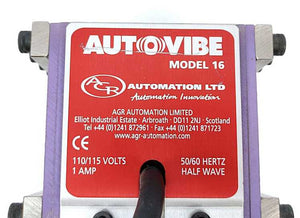 AUTOVIBE
MODEL 16
AGR AUTOMATION LTD
Automation Innovation
AGR AUTOMATION LIMITED
Elliot Industrial Estate · Arbroath · DD11 2NJ · Scotland
Tel +44 (0)1241 872961 · Fax +44 (0)1241 871723
agr-automation.com
110/115 VOLTS 50/60 HERTZ
1 AMP HALF WAVE